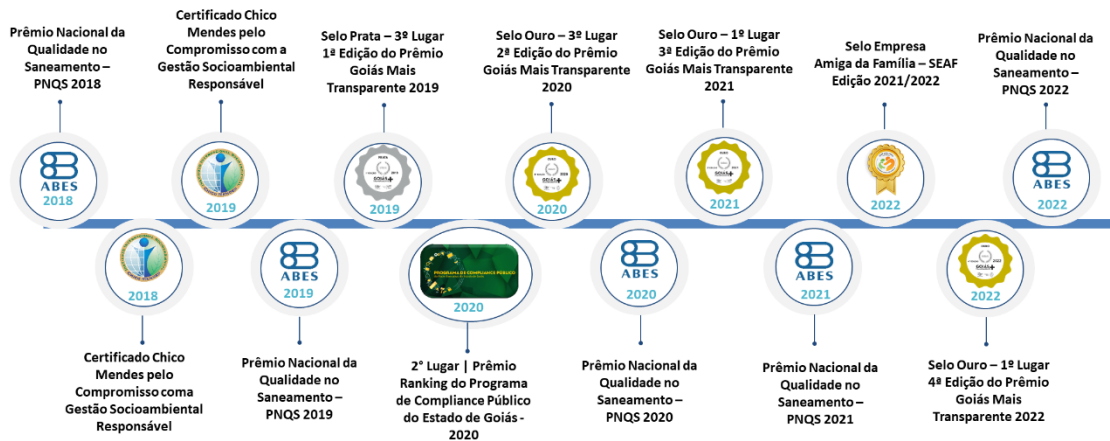 Prêmio Nacional da
Qualidade no
Saneamento –
PNQS 2018
Certificado Chico
Mendes pelo
Compromisso com a
Gestão Socioambiental
Responsável
Selo Prata – 3º Lugar
1ª Edição do Prêmio
Goiás Mais
Transparente 2019
Selo Ouro – 3º Lugar
2ª Edição do Prêmio
Goiás Mais Transparente
2020
Selo Ouro – 1º Lugar
3ª Edição do Prêmio
Goiás Mais Transparente
2021
Selo Empresa
Amiga da Família – SEAF
Edição 2021/2022
Prêmio Nacional da
Qualidade no
Saneamento –
PNQS 2022
ABES
2018
2019
GOIÁS
2019
GOIÁS
2020
GOIÁS
2021
2022
ABES
2022
2018
ABES
2019
PROGRAMA DE COMPLIANCE PÚBLICO
2020
ABES
2020
ABES
2021
GOIÁS
2022
Certificado Chico
Mendes pelo
Compromisso coma
Gestão Socioambiental
Responsável
Prêmio Nacional da
Qualidade no
Saneamento –
PNQS 2019
2° Lugar | Prêmio
Ranking do Programa
de Compliance Público
do Estado de Goiás -
2020
Prêmio Nacional da
Qualidade no
Saneamento –
PNQS 2020
Prêmio Nacional da
Qualidade no
Saneamento –
PNQS 2021
Selo Ouro – 1º Lugar
4ª Edição do Prêmio
Goiás Mais
Transparente 2022